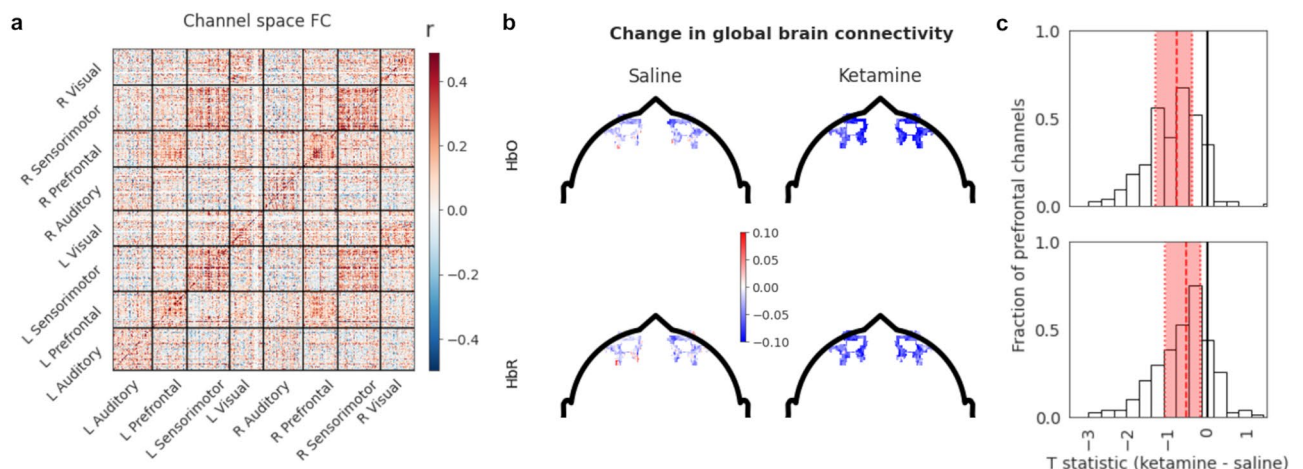 a
Channel space FC
r
R Visual
R Sensorimotor
R Prefrontal
R Auditory
L Visual
L Sensorimotor
L Prefrontal
L Auditory
L Auditory
L Prefrontal
L Sensorimotor
L Visual
R Auditory
R Prefrontal
R Sensorimotor
R Visual
0.4
0.2
0.0
−0.2
−0.4
b
Change in global brain connectivity
Saline
Ketamine
HbO
HbR
0.10
0.05
0.00
−0.05
−0.10
c
Fraction of prefrontal channels
1.0
0.5
0.0
1.0
0.5
0.0
−3
−2
−1
0
1
T statistic (ketamine - saline)